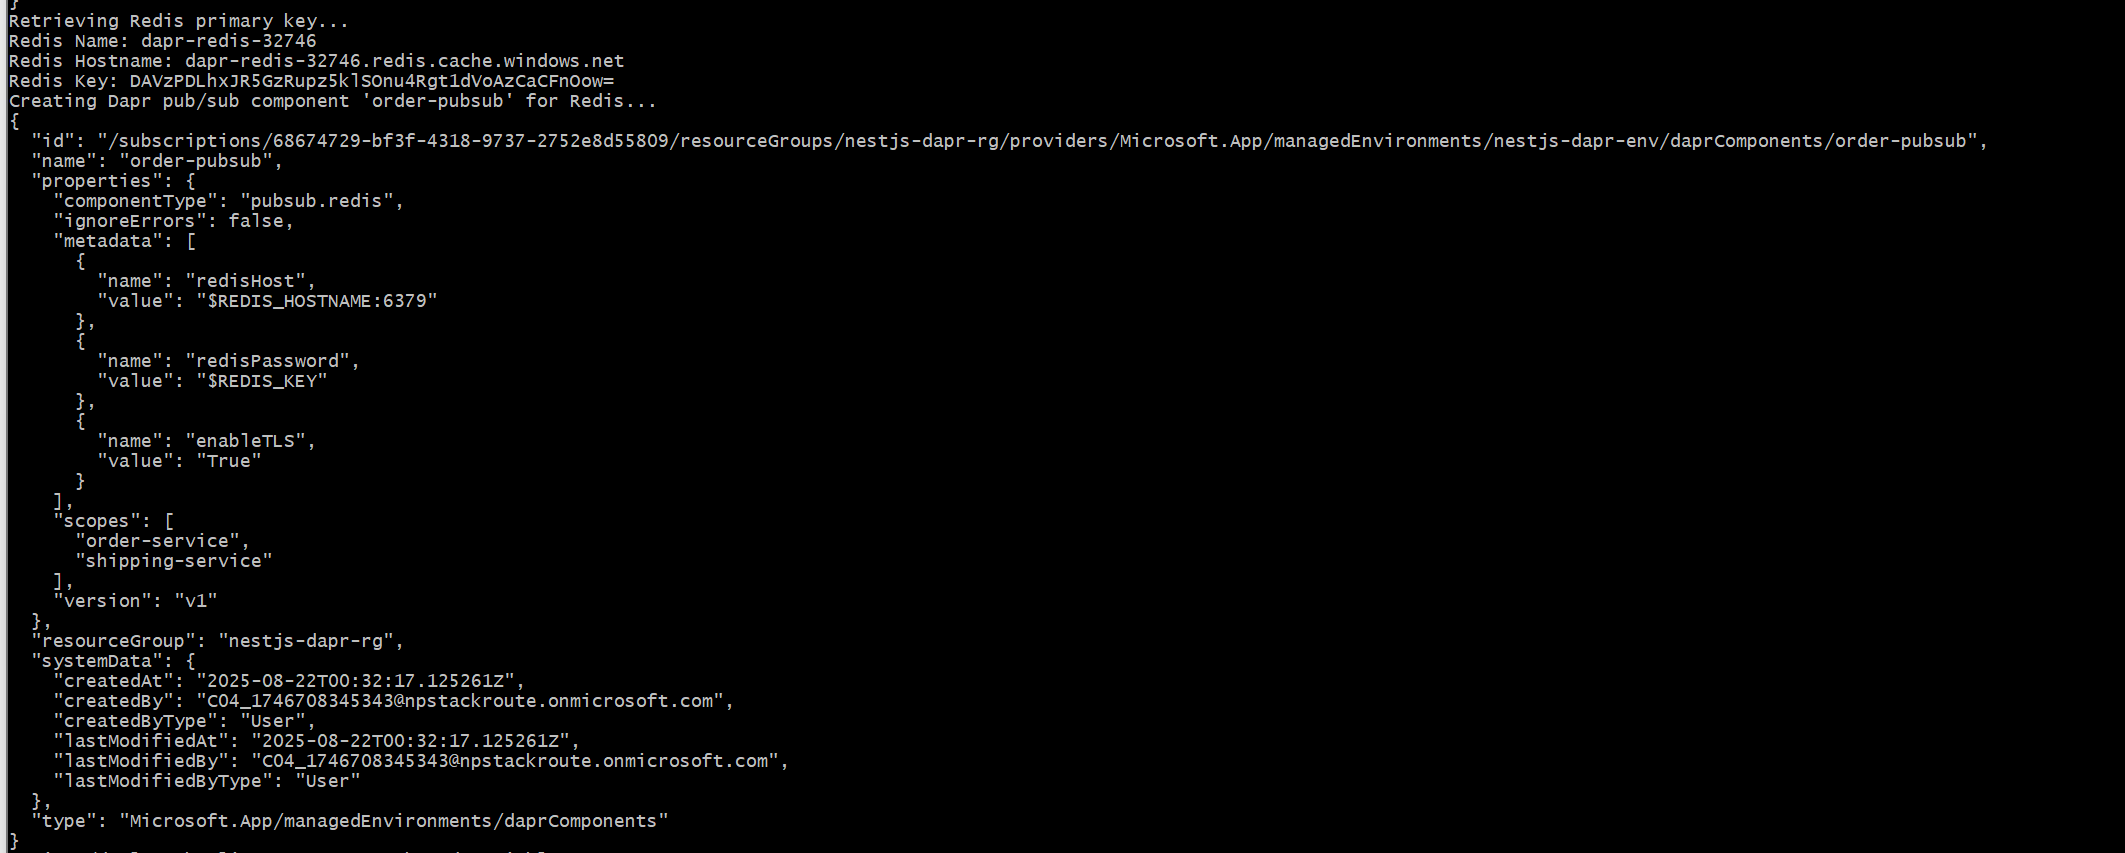 }
Retrieving Redis primary key...
Redis Name: dapr-redis-32746
Redis Hostname: dapr-redis-32746.redis.cache.windows.net
Redis Key: DAVzPDLhxJR5GzRupz5klSOnu4Rgt1dVoAzCaCFnOow=
Creating Dapr pub/sub component 'order-pubsub' for Redis...
{
  "id": "/subscriptions/68674729-bf3f-4318-9737-2752e8d55809/resourceGroups/nestjs-dapr-rg/providers/Microsoft.App/managedEnvironments/nestjs-dapr-env/daprComponents/order-pubsub",
  "name": "order-pubsub",
  "properties": {
    "componentType": "pubsub.redis",
    "ignoreErrors": false,
    "metadata": [
      {
        "name": "redisHost",
        "value": "$REDIS_HOSTNAME:6379"
      },
      {
        "name": "redisPassword",
        "value": "$REDIS_KEY"
      },
      {
        "name": "enableTLS",
        "value": "True"
      }
    ],
    "scopes": [
      "order-service",
      "shipping-service"
    ],
    "version": "v1"
  },
  "resourceGroup": "nestjs-dapr-rg",
  "systemData": {
    "createdAt": "2025-08-22T00:32:17.125261Z",
    "createdBy": "C04_1746708345343@npstackroute.onmicrosoft.com",
    "createdByType": "User",
    "lastModifiedAt": "2025-08-22T00:32:17.125261Z",
    "lastModifiedBy": "C04_1746708345343@npstackroute.onmicrosoft.com",
    "lastModifiedByType": "User"
  },
  "type": "Microsoft.App/managedEnvironments/daprComponents"
}